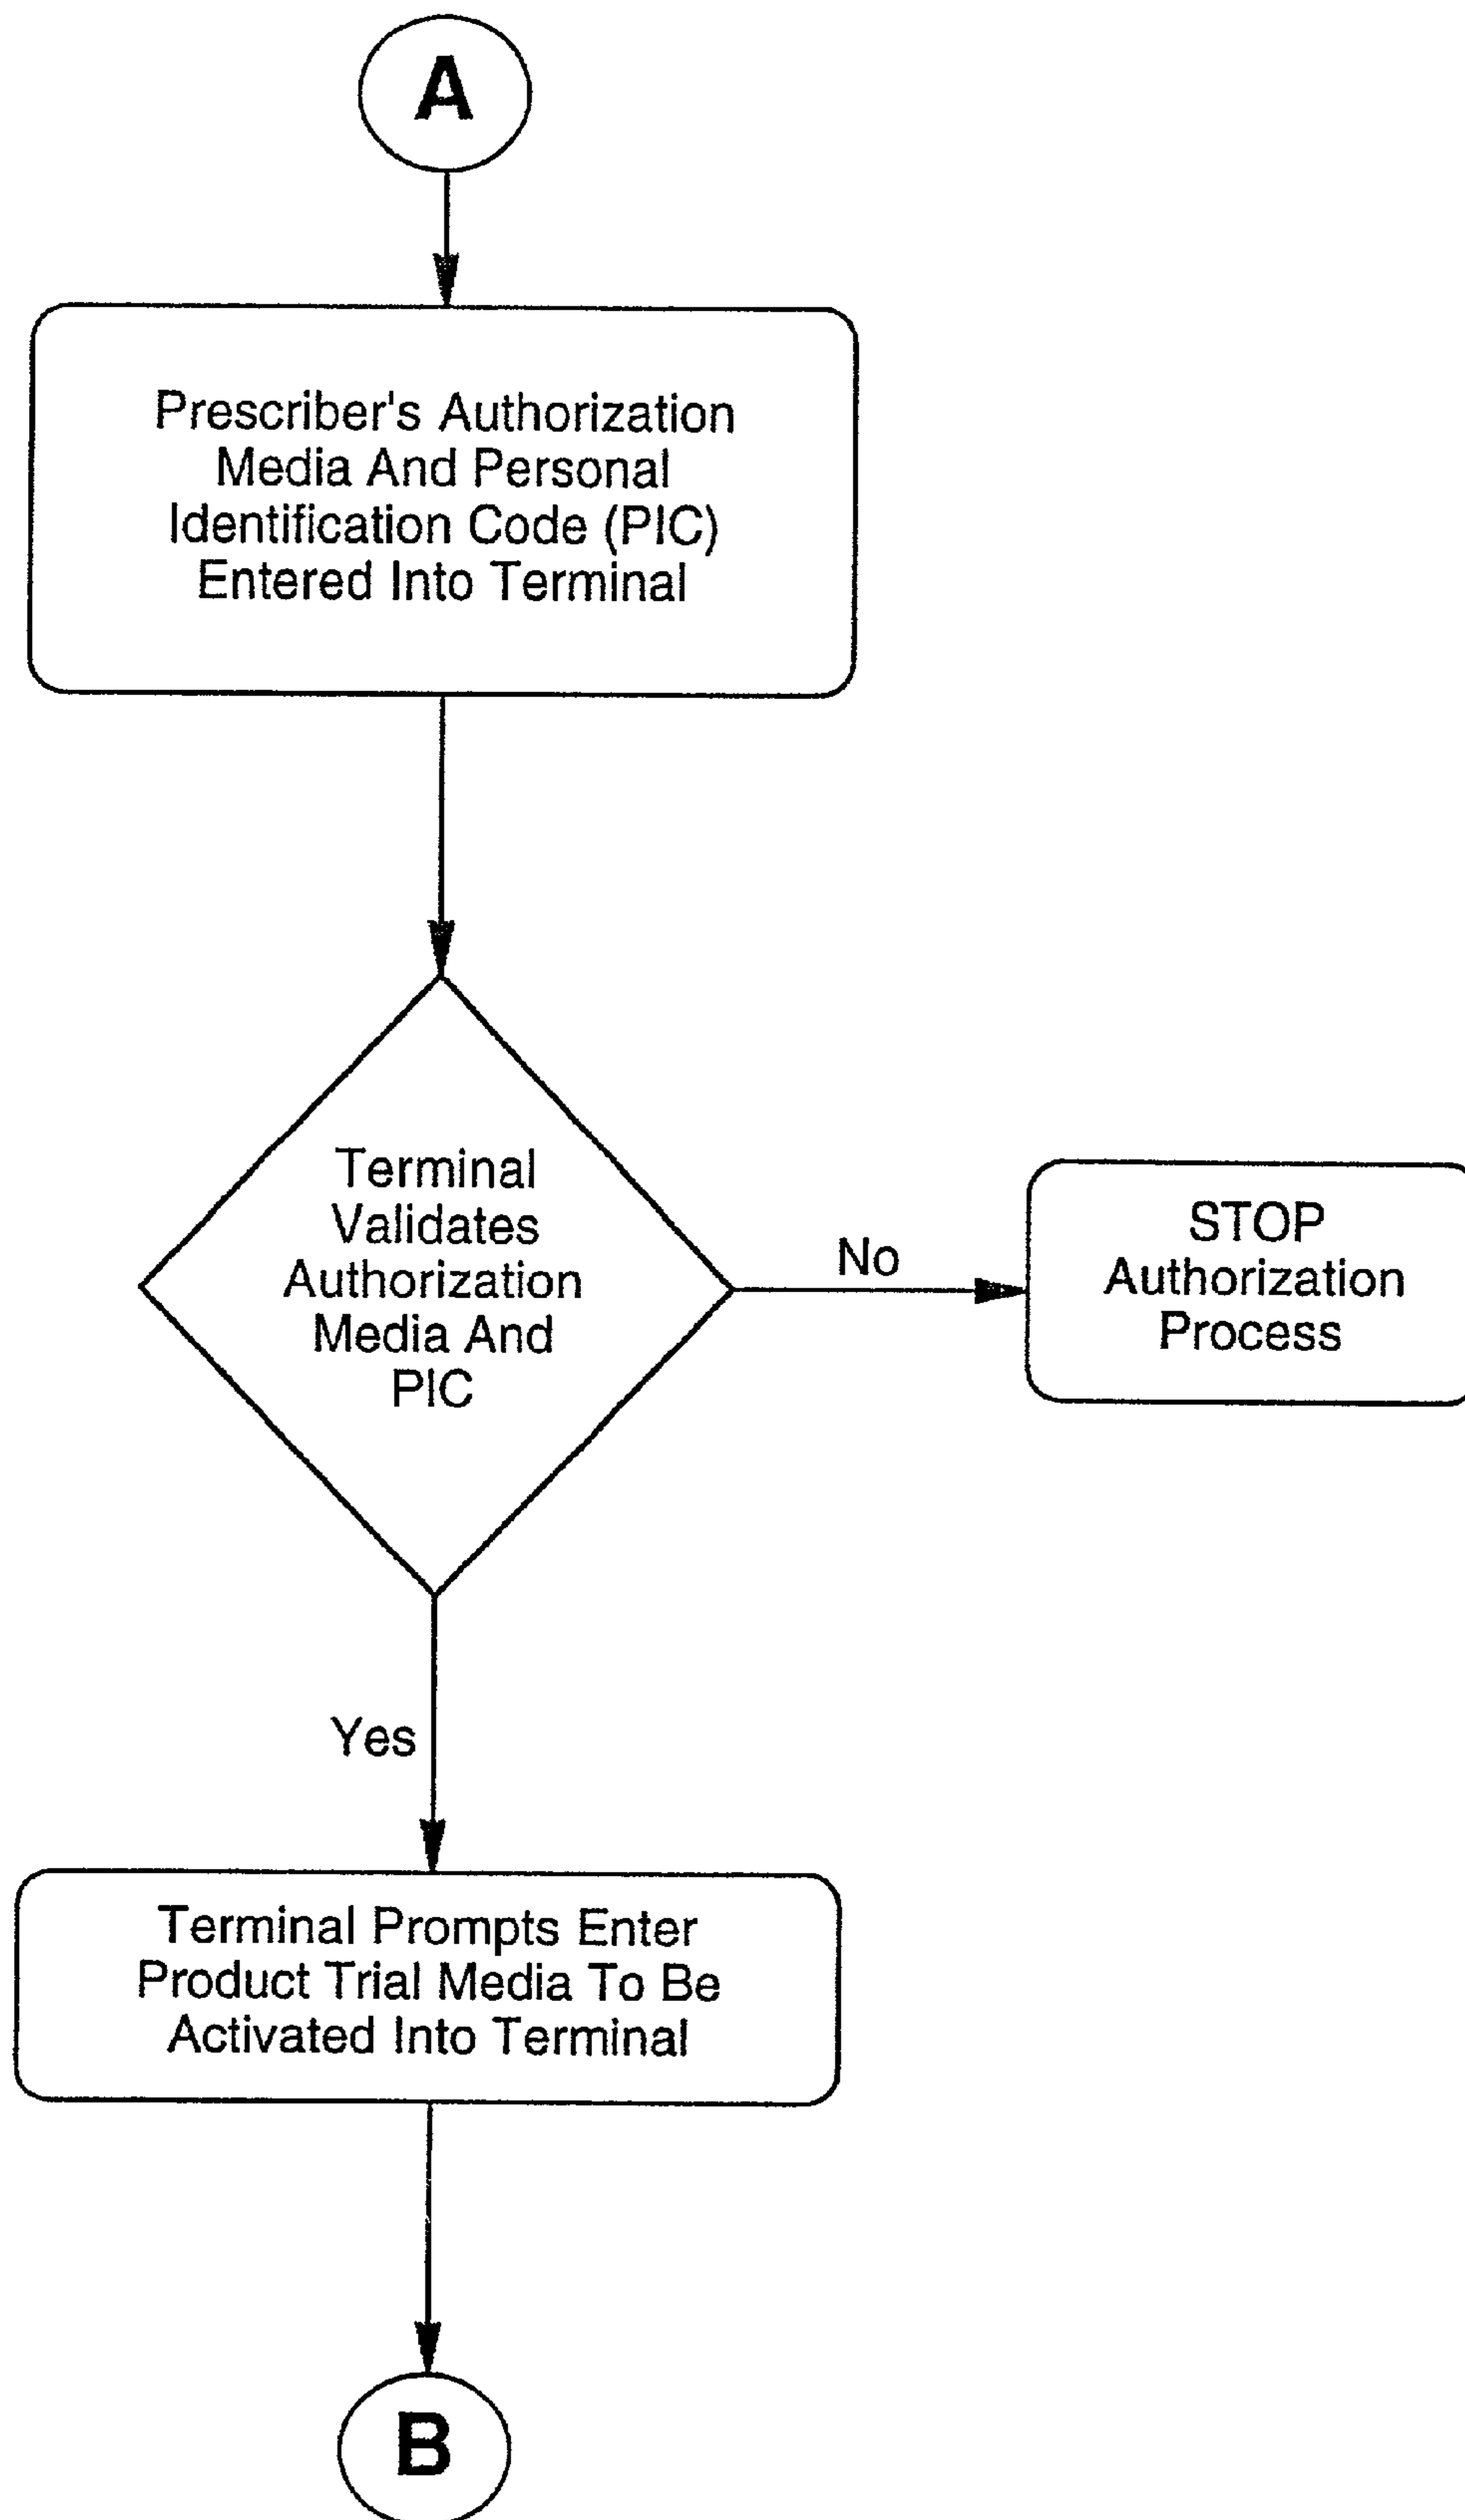 A
Prescriber's Authorization
Media And Personal
Identification Code (PIC)
Entered Into Terminal
Terminal
Validates
Authorization
Media And
PIC
No
STOP
Authorization
Process
Yes
Terminal Prompts Enter
Product Trial Media To Be
Activated Into Terminal
B